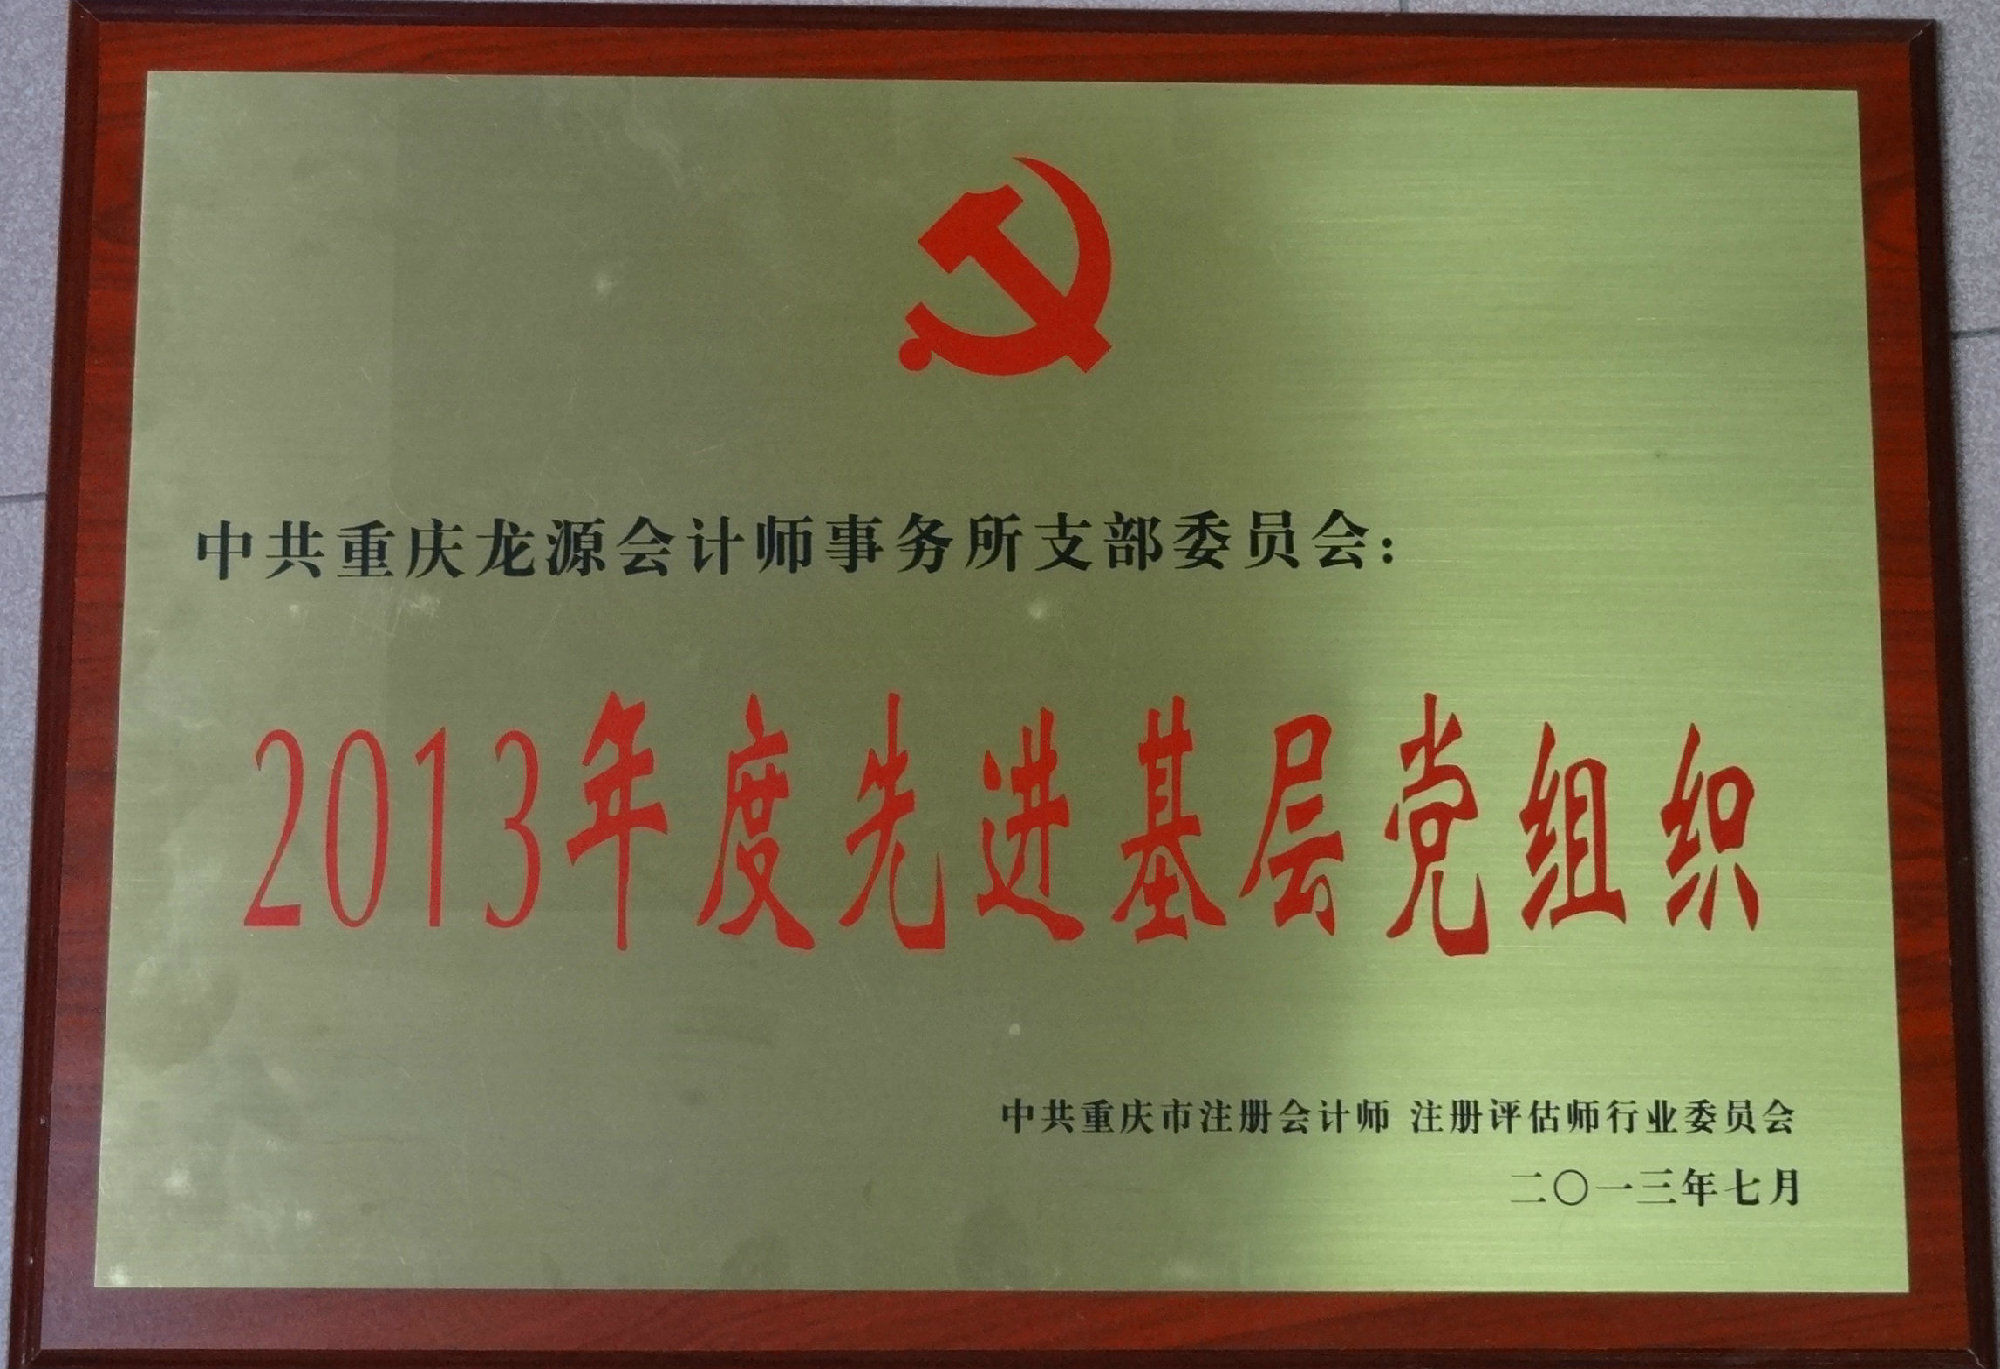 中共重庆龙源会计师事务所支部委员会：
2013年度先进基层党组织
中共重庆市注册会计师 注册评估师行业委员会
二〇一三年七月